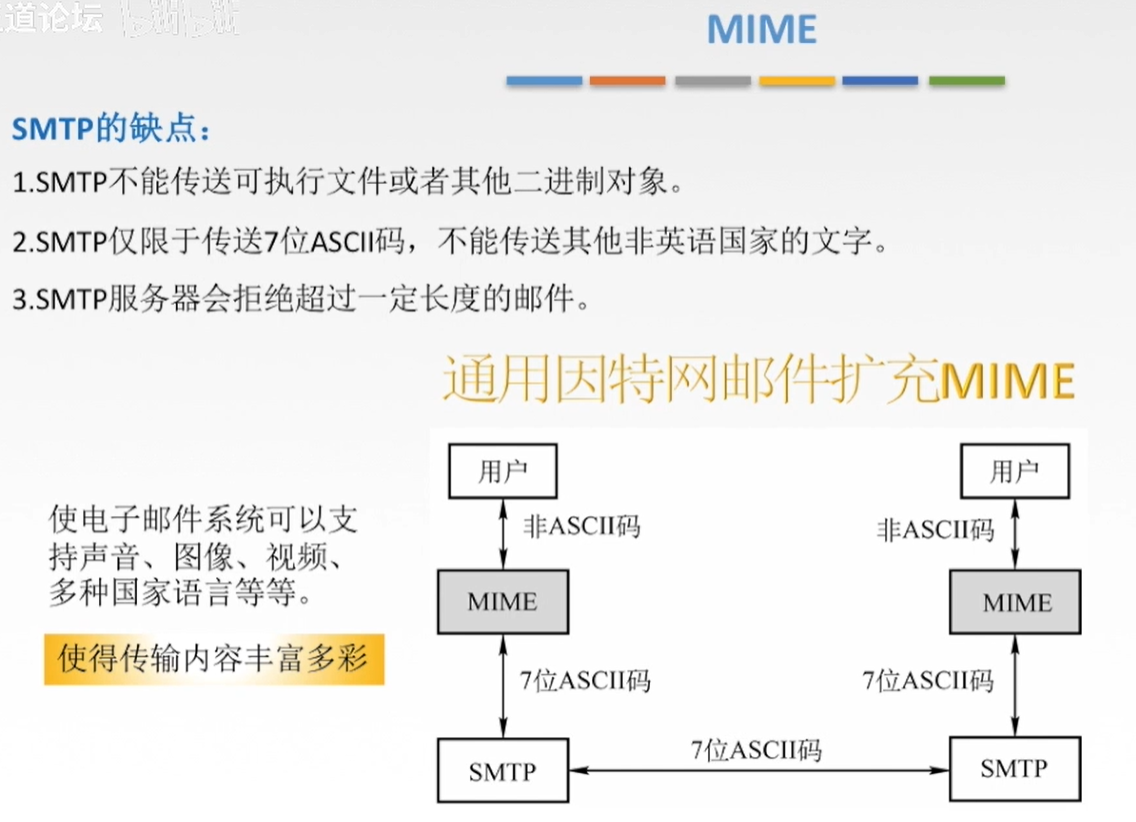 道论坛 bilibili
MIME
SMTP的缺点：
1.SMTP不能传送可执行文件或者其他二进制对象。
2.SMTP仅限于传送7位ASCII码，不能传送其他非英语国家的文字。
3.SMTP服务器会拒绝超过一定长度的邮件。
通用因特网邮件扩充MIME
使电子邮件系统可以支
持声音、图像、视频、
多种国家语言等等。
使得传输内容丰富多彩
用户
用户
非ASCII码
非ASCII码
MIME
MIME
7位ASCII码
7位ASCII码
7位ASCII码
SMTP
SMTP